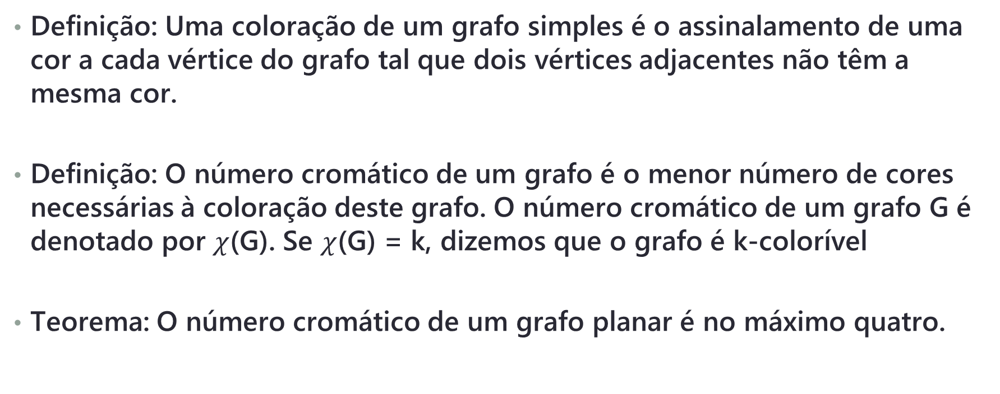 • Definição: Uma coloração de um grafo simples é o assinalamento de uma
cor a cada vértice do grafo tal que dois vértices adjacentes não têm a
mesma cor.
• Definição: O número cromático de um grafo é o menor número de cores
necessárias à coloração deste grafo. O número cromático de um grafo G é
denotado por χ(G). Se χ(G) = k, dizemos que o grafo é k-colorível
• Teorema: O número cromático de um grafo planar é no máximo quatro.